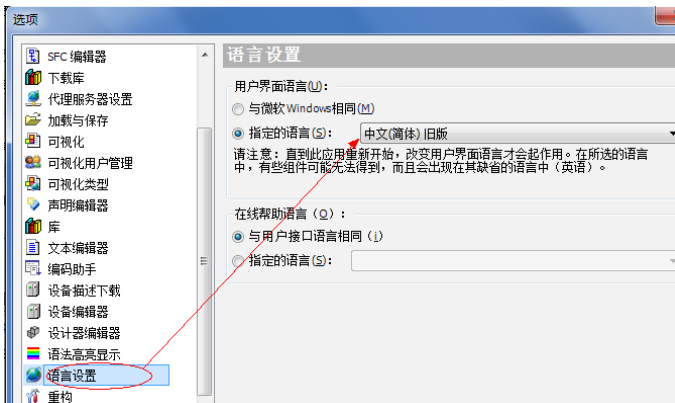 选项
SFC 编辑器
下载库
代理服务器设置
加载与保存
可视化
可视化用户管理
可视化类型
声明编辑器
库
文本编辑器
编码助手
设备描述下载
设备编辑器
设计器编辑器
语法高亮显示
语言设置
重构
语言设置
用户界面语言(U):
与微软 Windows相同(M)
指定的语言(S):
中文(简体) 旧版
请注意：直到此应用重新开始，改变用户界面语言才会起作用。在所选的语言
中，有些组件可能无法得到，而且会出现在其缺省的语言中（英语）。
在线帮助语言（O）:
与用户接口语言相同（i）
指定的语言(S):